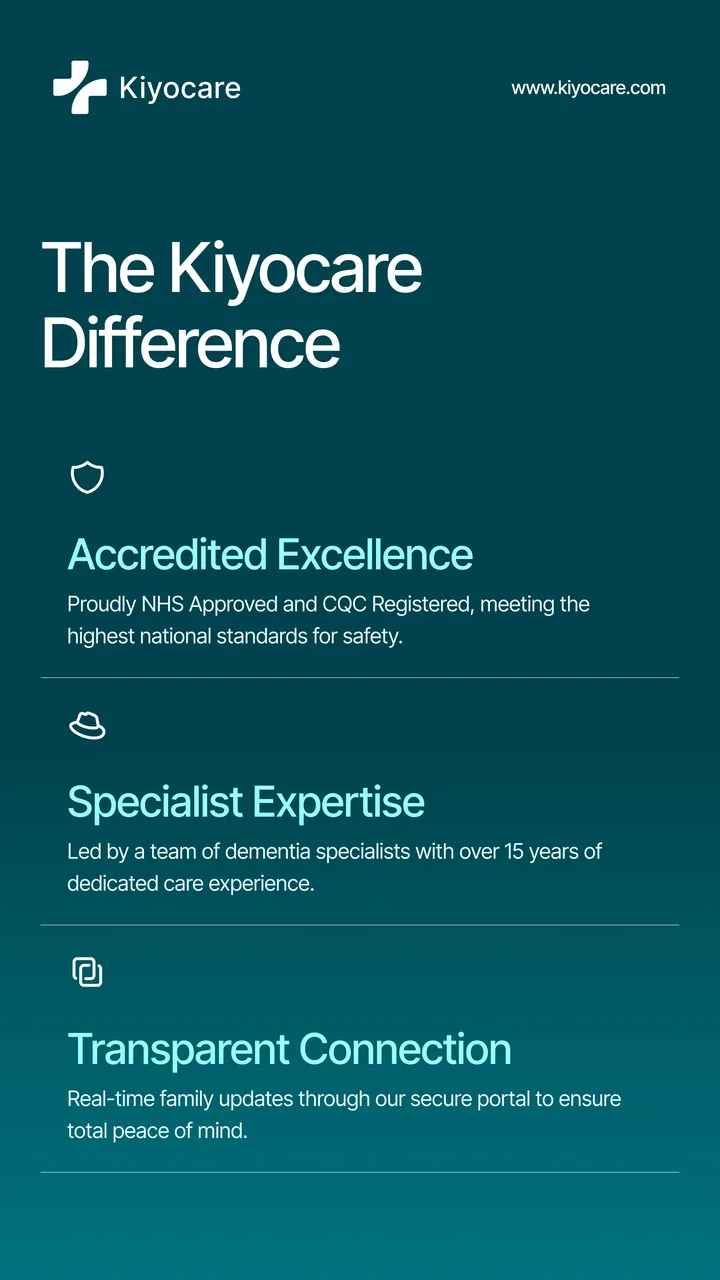 Kiyocare
www.kiyocare.com
The Kiyocare
Difference
Accredited Excellence
Proudly NHS Approved and CQC Registered, meeting the
highest national standards for safety.
Specialist Expertise
Led by a team of dementia specialists with over 15 years of
dedicated care experience.
Transparent Connection
Real-time family updates through our secure portal to ensure
total peace of mind.